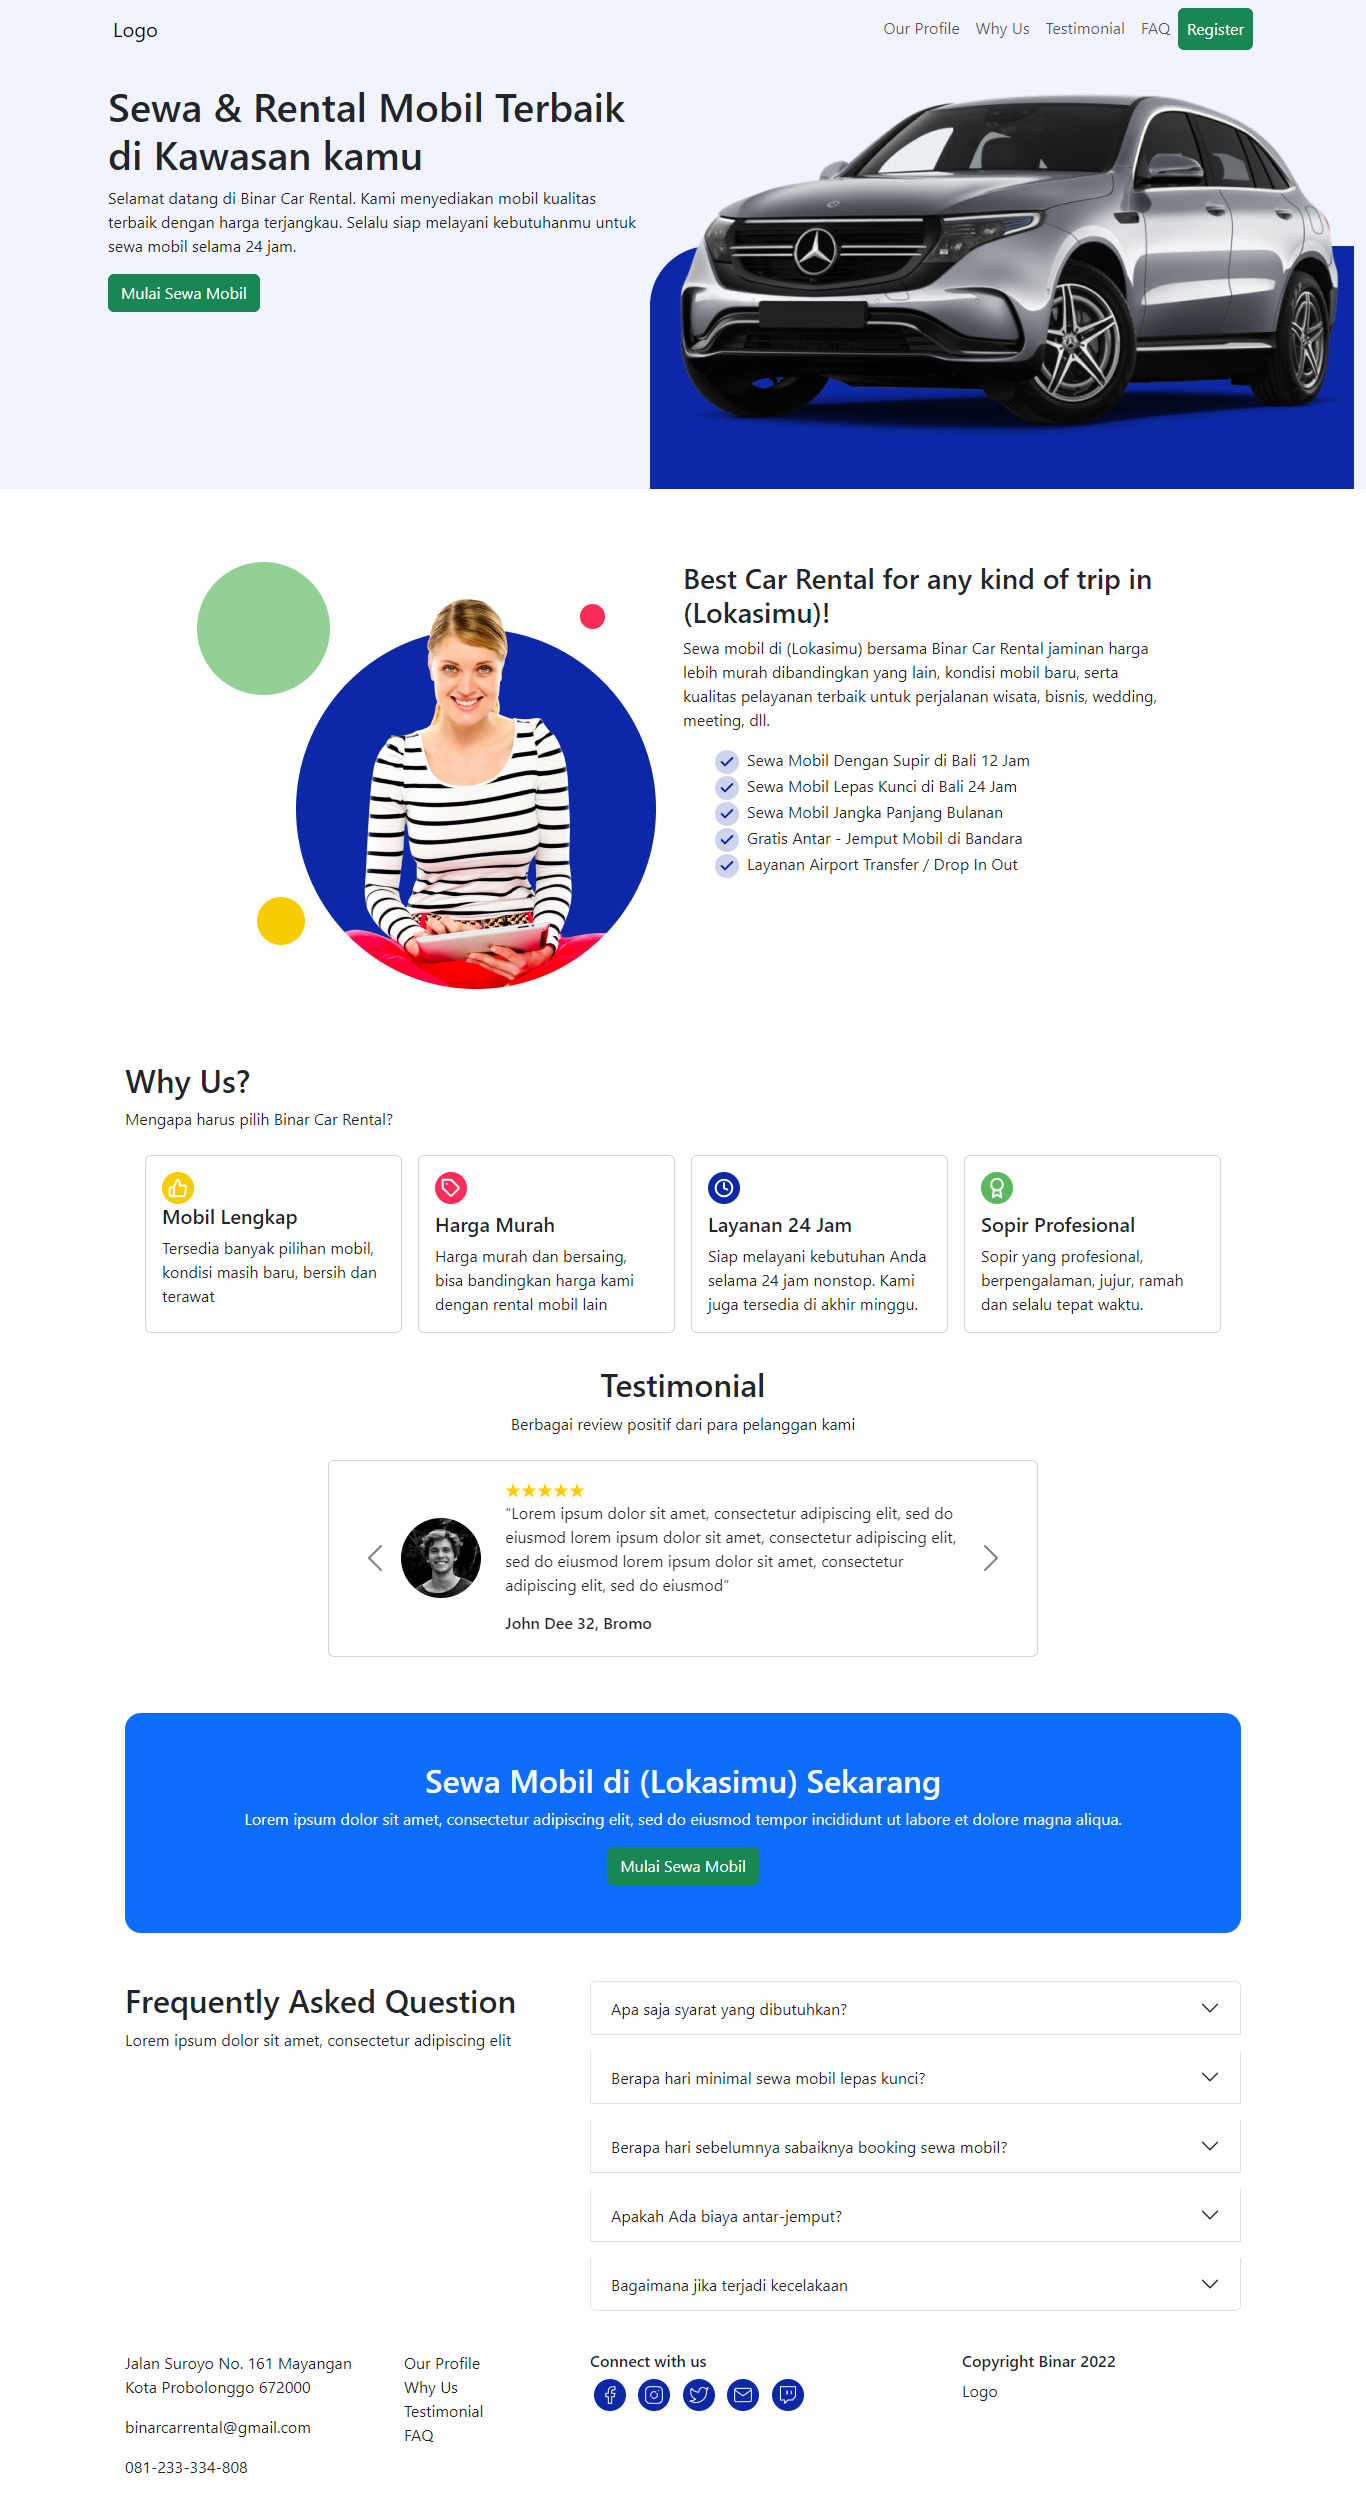 Logo
Our Profile
Why Us
Testimonial
FAQ
Register
Sewa & Rental Mobil Terbaik
di Kawasan kamu
Selamat datang di Binar Car Rental. Kami menyediakan mobil kualitas
terbaik dengan harga terjangkau. Selalu siap melayani kebutuhanmu untuk
sewa mobil selama 24 jam.
Mulai Sewa Mobil
Best Car Rental for any kind of trip in
(Lokasimu)!
Sewa mobil di (Lokasimu) bersama Binar Car Rental jaminan harga
lebih murah dibandingkan yang lain, kondisi mobil baru, serta
kualitas pelayanan terbaik untuk perjalanan wisata, bisnis, wedding,
meeting, dll.
Sewa Mobil Dengan Supir di Bali 12 Jam
Sewa Mobil Lepas Kunci di Bali 24 Jam
Sewa Mobil Jangka Panjang Bulanan
Gratis Antar - Jemput Mobil di Bandara
Layanan Airport Transfer / Drop In Out
Why Us?
Mengapa harus pilih Binar Car Rental?
Mobil Lengkap
Tersedia banyak pilihan mobil,
kondisi masih baru, bersih dan
terawat
Harga Murah
Harga murah dan bersaing,
bisa bandingkan harga kami
dengan rental mobil lain
Layanan 24 Jam
Siap melayani kebutuhan Anda
selama 24 jam nonstop. Kami
juga tersedia di akhir minggu.
Sopir Profesional
Sopir yang profesional,
berpengalaman, jujur, ramah
dan selalu tepat waktu.
Testimonial
Berbagai review positif dari para pelanggan kami
“Lorem ipsum dolor sit amet, consectetur adipiscing elit, sed do
eiusmod lorem ipsum dolor sit amet, consectetur adipiscing elit,
sed do eiusmod lorem ipsum dolor sit amet, consectetur
adipiscing elit, sed do eiusmod”
John Dee 32, Bromo
Sewa Mobil di (Lokasimu) Sekarang
Lorem ipsum dolor sit amet, consectetur adipiscing elit, sed do eiusmod tempor incididunt ut labore et dolore magna aliqua.
Mulai Sewa Mobil
Frequently Asked Question
Lorem ipsum dolor sit amet, consectetur adipiscing elit
Apa saja syarat yang dibutuhkan?
Berapa hari minimal sewa mobil lepas kunci?
Berapa hari sebelumnya sabaiknya booking sewa mobil?
Apakah Ada biaya antar-jemput?
Bagaimana jika terjadi kecelakaan
Jalan Suroyo No. 161 Mayangan
Kota Probolonggo 672000
binarcarrental@gmail.com
081-233-334-808
Our Profile
Why Us
Testimonial
FAQ
Connect with us
Copyright Binar 2022
Logo